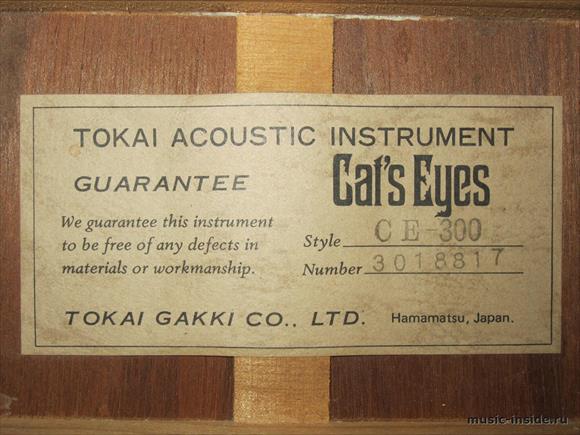 TOKAI ACOUSTIC INSTRUMENT
GUARANTEE
Cat's Eyes
We guarantee this instrument
to be free of any defects in
materials or workmanship.
Style CE-300
Number 3018817
TOKAI GAKKI CO., LTD. Hamamatsu, Japan.
music-inside.ru